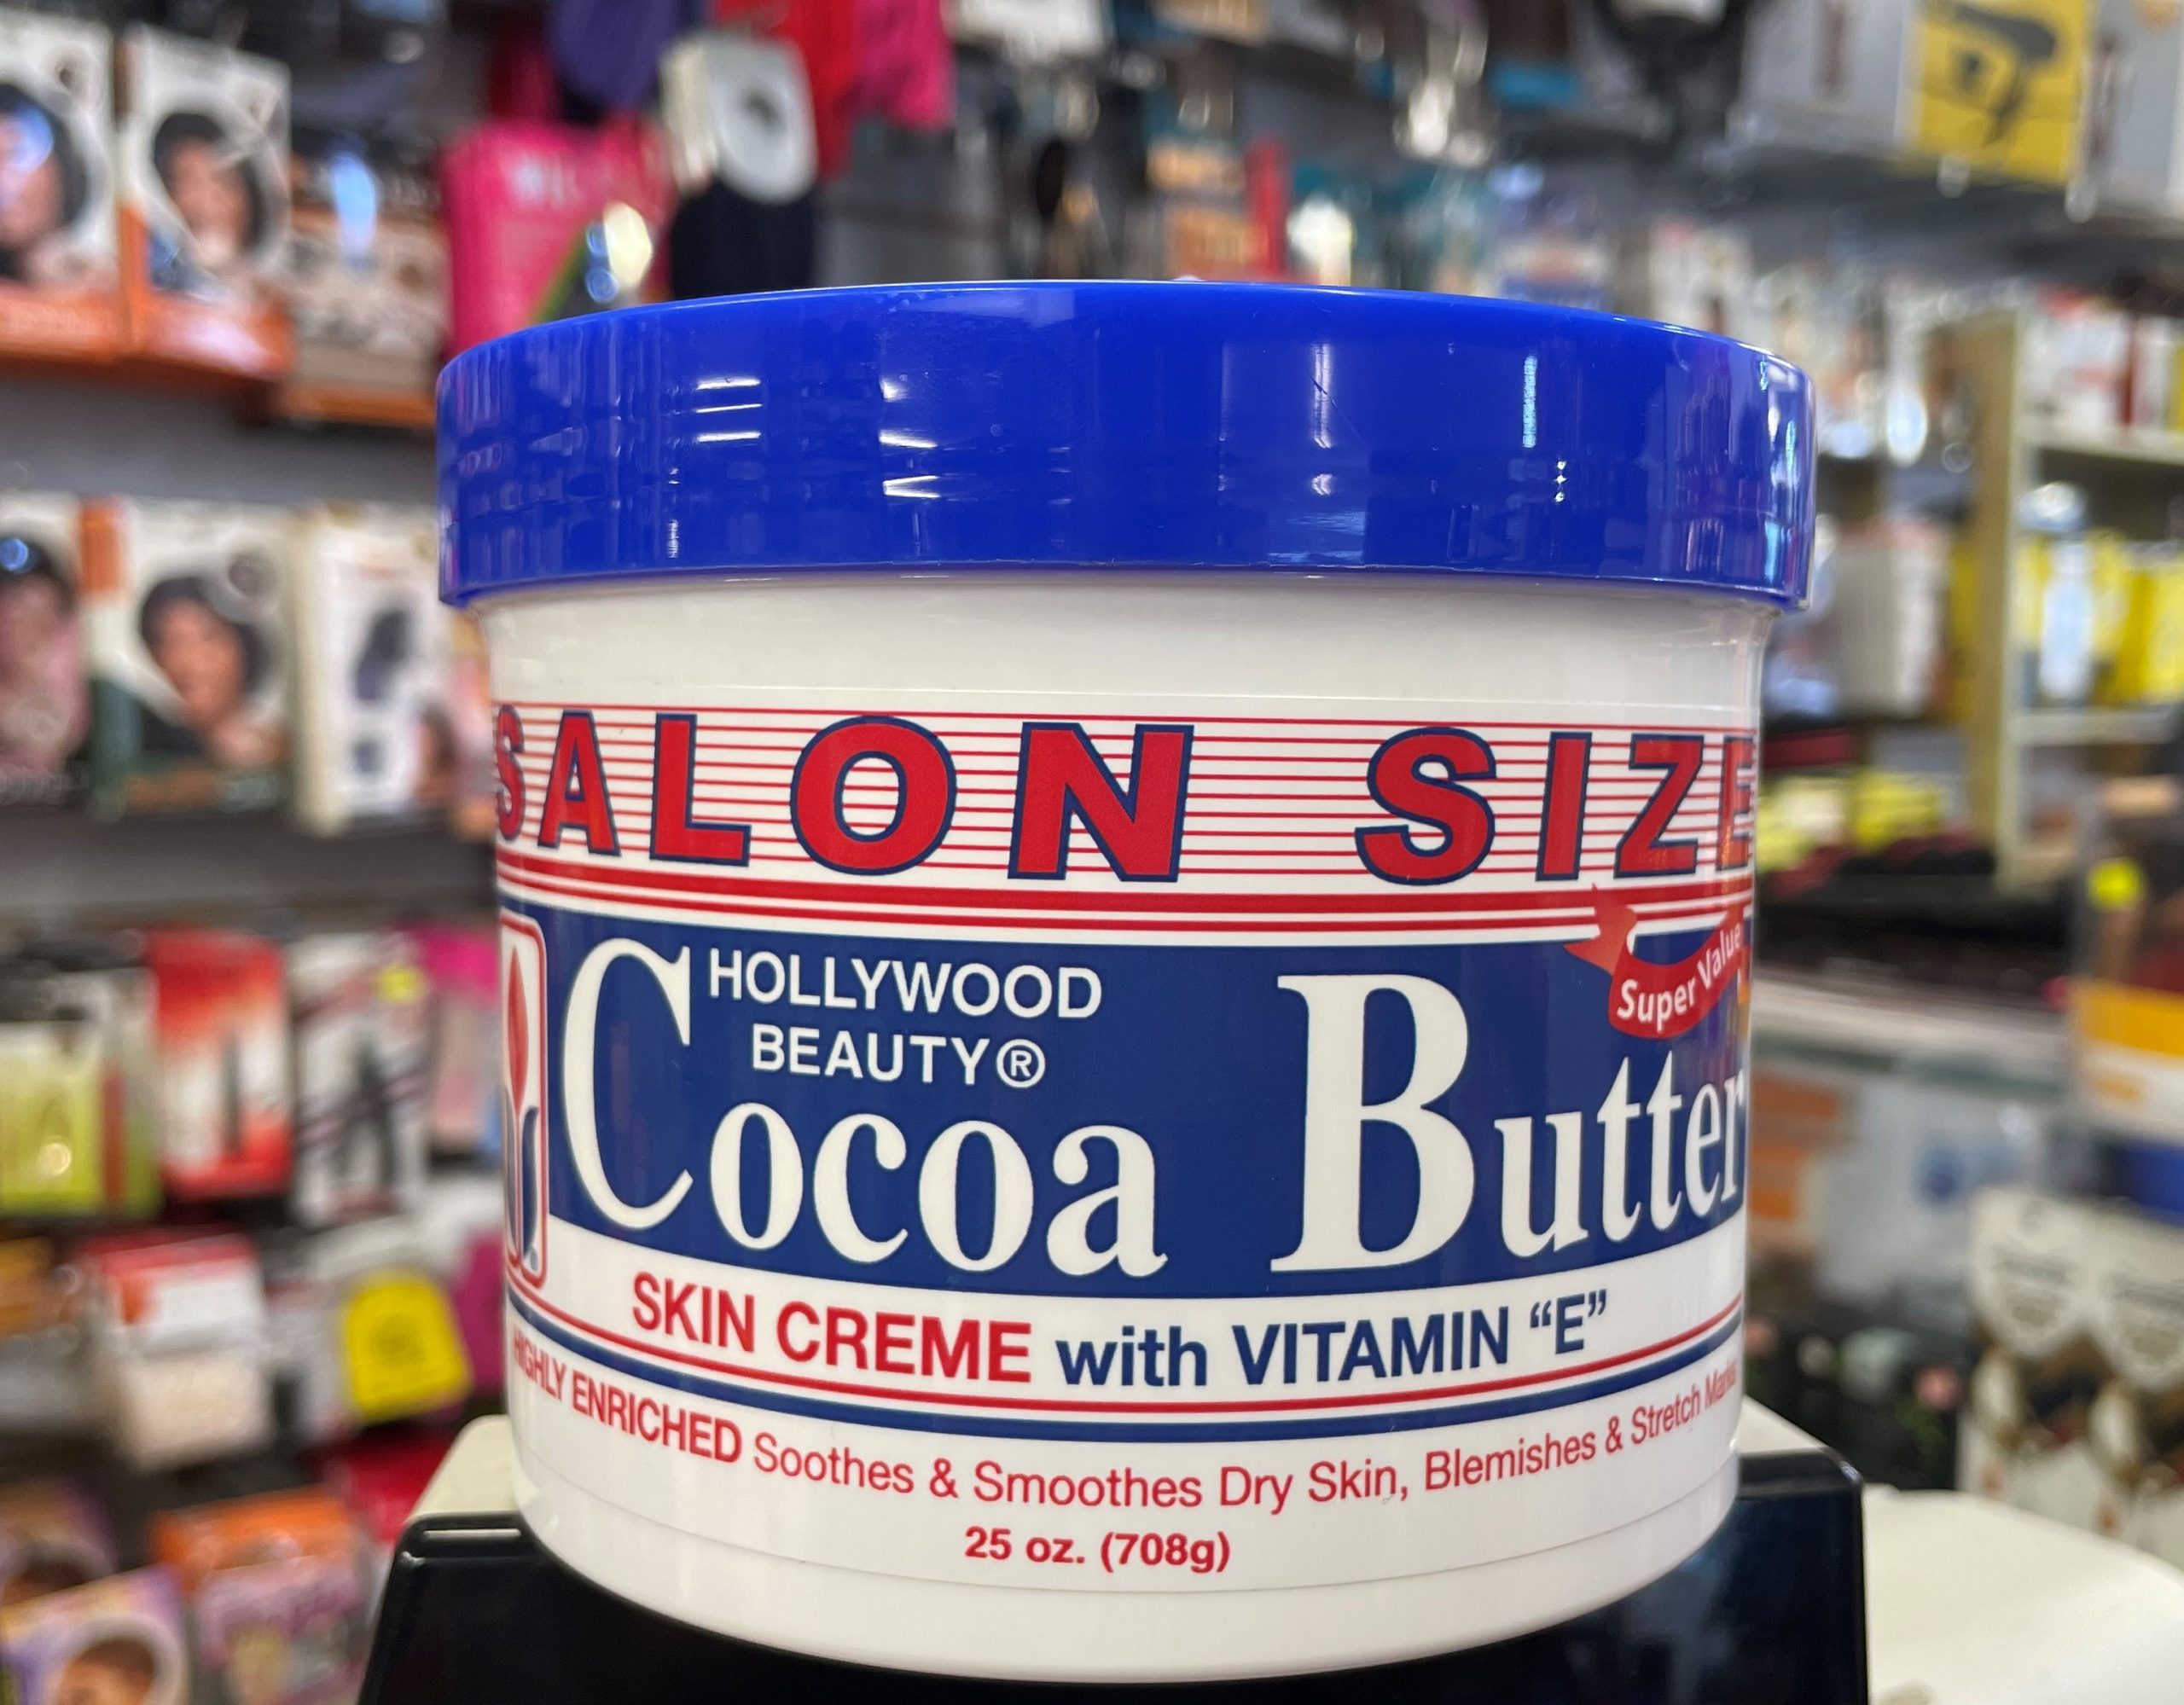 SALON SIZE
Super Value
HOLLYWOOD
BEAUTY®
Cocoa Butter
SKIN CREME with VITAMIN “E”
HIGHLY ENRICHED Soothes & Smoothes Dry Skin, Blemishes & Stretch Marks
25 oz. (708g)